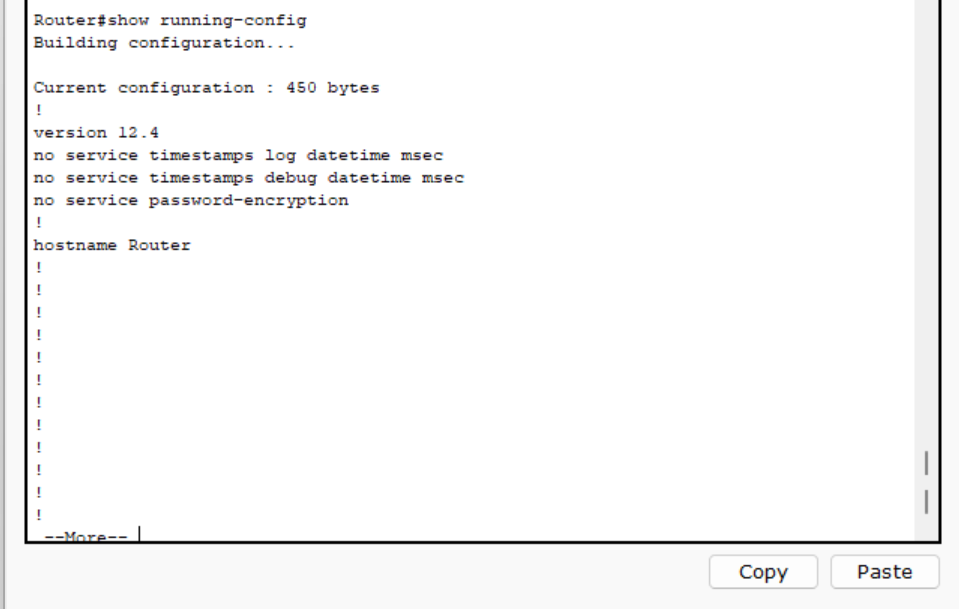 Router#show running-config
Building configuration...
Current configuration : 450 bytes
!
version 12.4
no service timestamps log datetime msec
no service timestamps debug datetime msec
no service password-encryption
!
hostname Router
!
!
!
!
!
!
!
!
!
!
!
!
--More--
Copy Paste